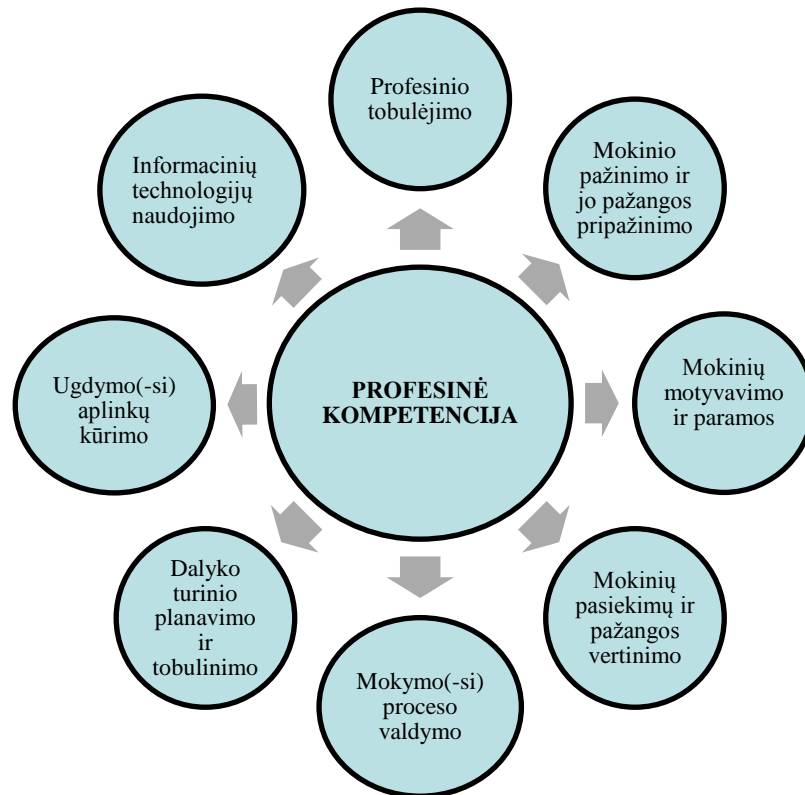 Profesinio
tobulėjimo
Mokinio
pažinimo ir
jo pažangos
pripažinimo
Mokinių
motyvavimo
ir paramos
Mokinių
pasiekimų ir
pažangos
vertinimo
Mokymo(-si)
proceso
valdymo
Dalyko
turinio
planavimo
ir
tobulinimo
Ugdymo(-si)
aplinkų
kūrimo
Informacinių
technologijų
naudojimo
PROFESINĖ
KOMPETENCIJA